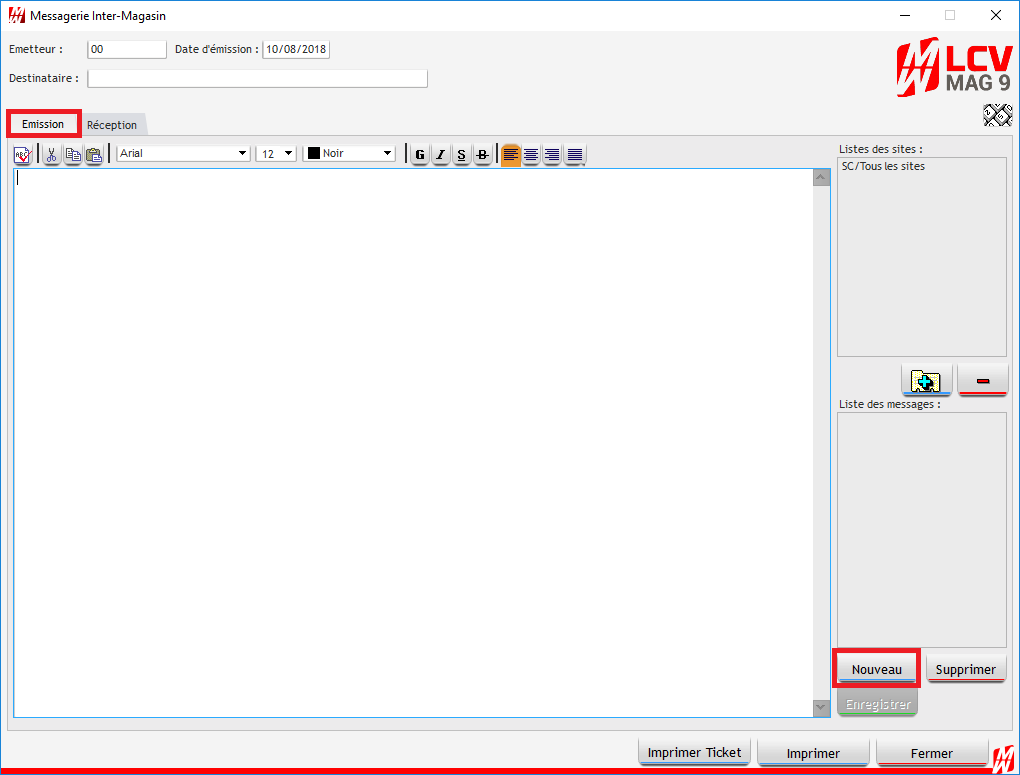 Messagerie Inter-Magasin
Emetteur : 00 Date d'émission : 10/08/2018
Destinataire :
LCV
MAG 9
Emission Réception
ABC Arial 12 Noir G I S B
Listes des sites :
SC/Tous les sites
Liste des messages :
Nouveau Supprimer
Enregistrer
Imprimer Ticket Imprimer Fermer